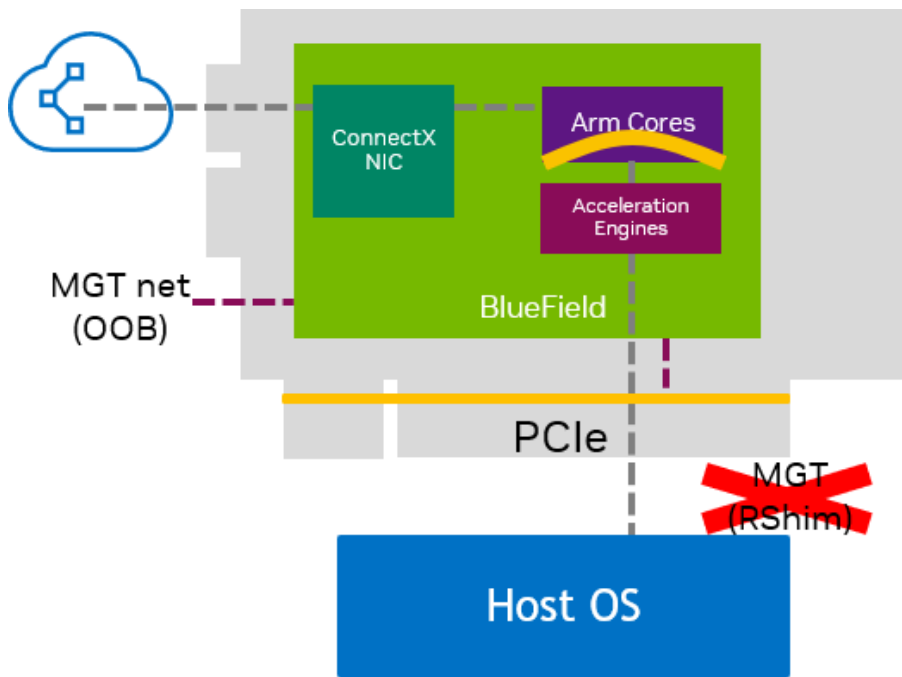 ConnectX
NIC
Arm Cores
Acceleration
Engines
MGT net
(OOB)
BlueField
PCIe
MGT
(RShim)
Host OS